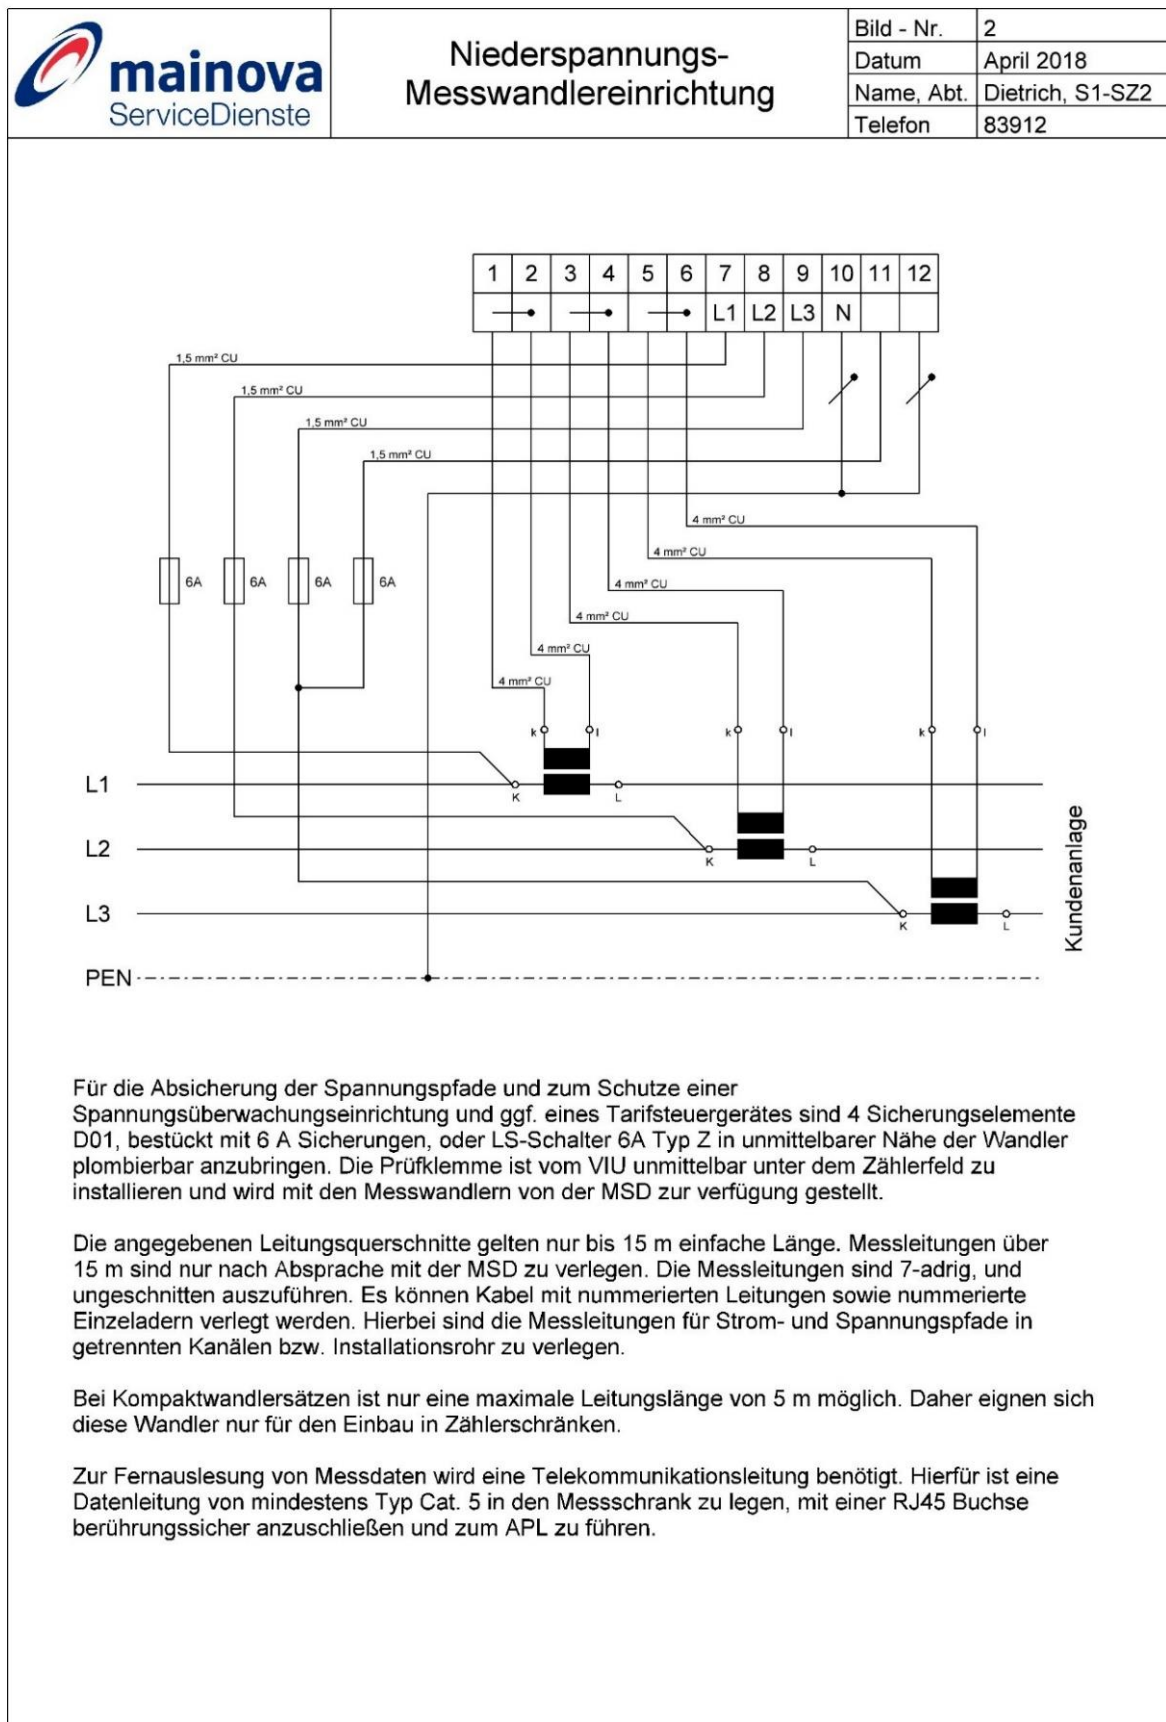 mainova
ServiceDienste
Niederspannungs-
Messwandlereinrichtung
Bild - Nr. 2
Datum April 2018
Name, Abt. Dietrich, S1-SZ2
Telefon 83912
1 2 3 4 5 6 7 8 9 10 11 12
L1 L2 L3 N
1,5 mm² CU
1,5 mm² CU
1,5 mm² CU
1,5 mm² CU
4 mm² CU
4 mm² CU
6A 6A 6A 6A
4 mm² CU
4 mm² CU
4 mm² CU
4 mm² CU
k l k l k l
L1
K L
L2
K L
L3
K L
PEN
Kundenanlage
Für die Absicherung der Spannungspfade und zum Schutze einer
Spannungsüberwachungseinrichtung und ggf. eines Tarifsteuergerätes sind 4 Sicherungselemente
D01, bestückt mit 6 A Sicherungen, oder LS-Schalter 6A Typ Z in unmittelbarer Nähe der Wandler
plombierbar anzubringen. Die Prüfklemme ist vom VIU unmittelbar unter dem Zählerfeld zu
installieren und wird mit den Messwandlern von der MSD zur verfügung gestellt.
Die angegebenen Leitungsquerschnitte gelten nur bis 15 m einfache Länge. Messleitungen über
15 m sind nur nach Absprache mit der MSD zu verlegen. Die Messleitungen sind 7-adrig, und
ungeschnitten auszuführen. Es können Kabel mit nummerierten Leitungen sowie nummerierte
Einzeladern verlegt werden. Hierbei sind die Messleitungen für Strom- und Spannungspfade in
getrennten Kanälen bzw. Installationsrohr zu verlegen.
Bei Kompaktwandlersätzen ist nur eine maximale Leitungslänge von 5 m möglich. Daher eignen sich
diese Wandler nur für den Einbau in Zählerschränken.
Zur Fernauslesung von Messdaten wird eine Telekommunikationsleitung benötigt. Hierfür ist eine
Datenleitung von mindestens Typ Cat. 5 in den Messschrank zu legen, mit einer RJ45 Buchse
berührungssicher anzuschließen und zum APL zu führen.